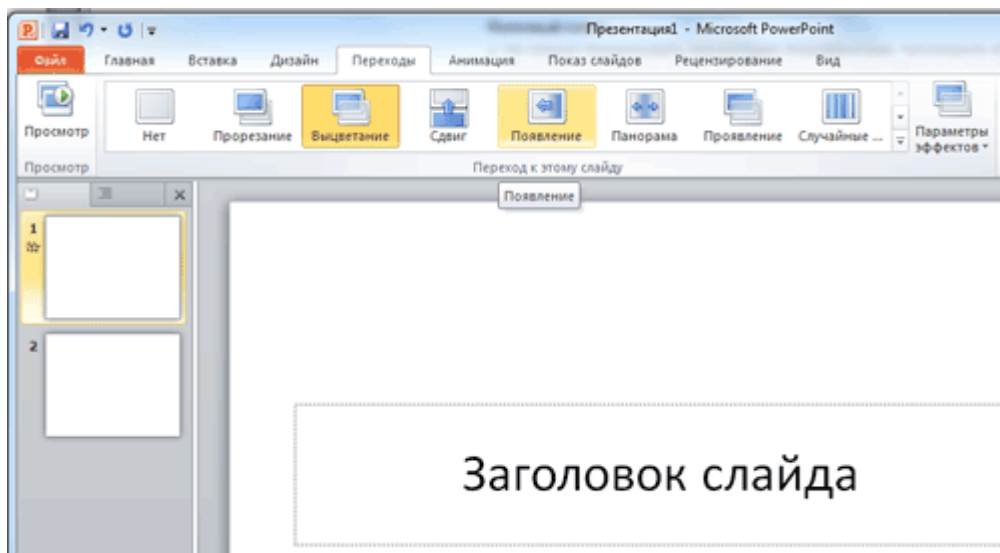 Презентация1 - Microsoft PowerPoint
Файл Главная Вставка Дизайн Переходы Анимация Показ слайдов Рецензирование Вид
Просмотр Нет Прорезание Выцветание Сдвиг Появление Панорама Проявление Случайные ... Параметры эффектов
Просмотр Переход к этому слайду
Появление
1
2
Заголовок слайда